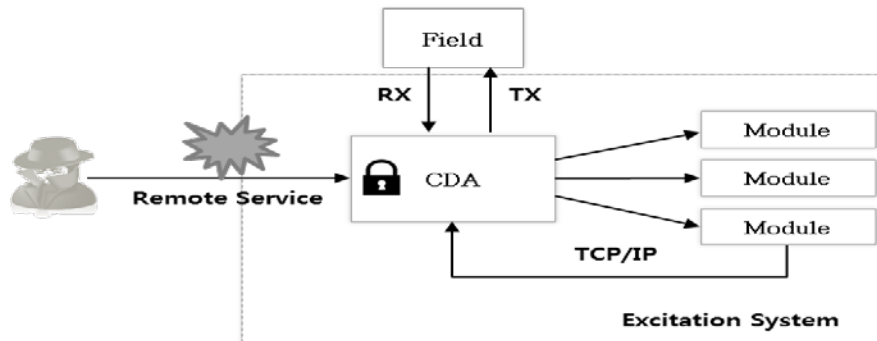 Field
RX
TX
Module
CDA
Module
Remote Service
Module
TCP/IP
Excitation System